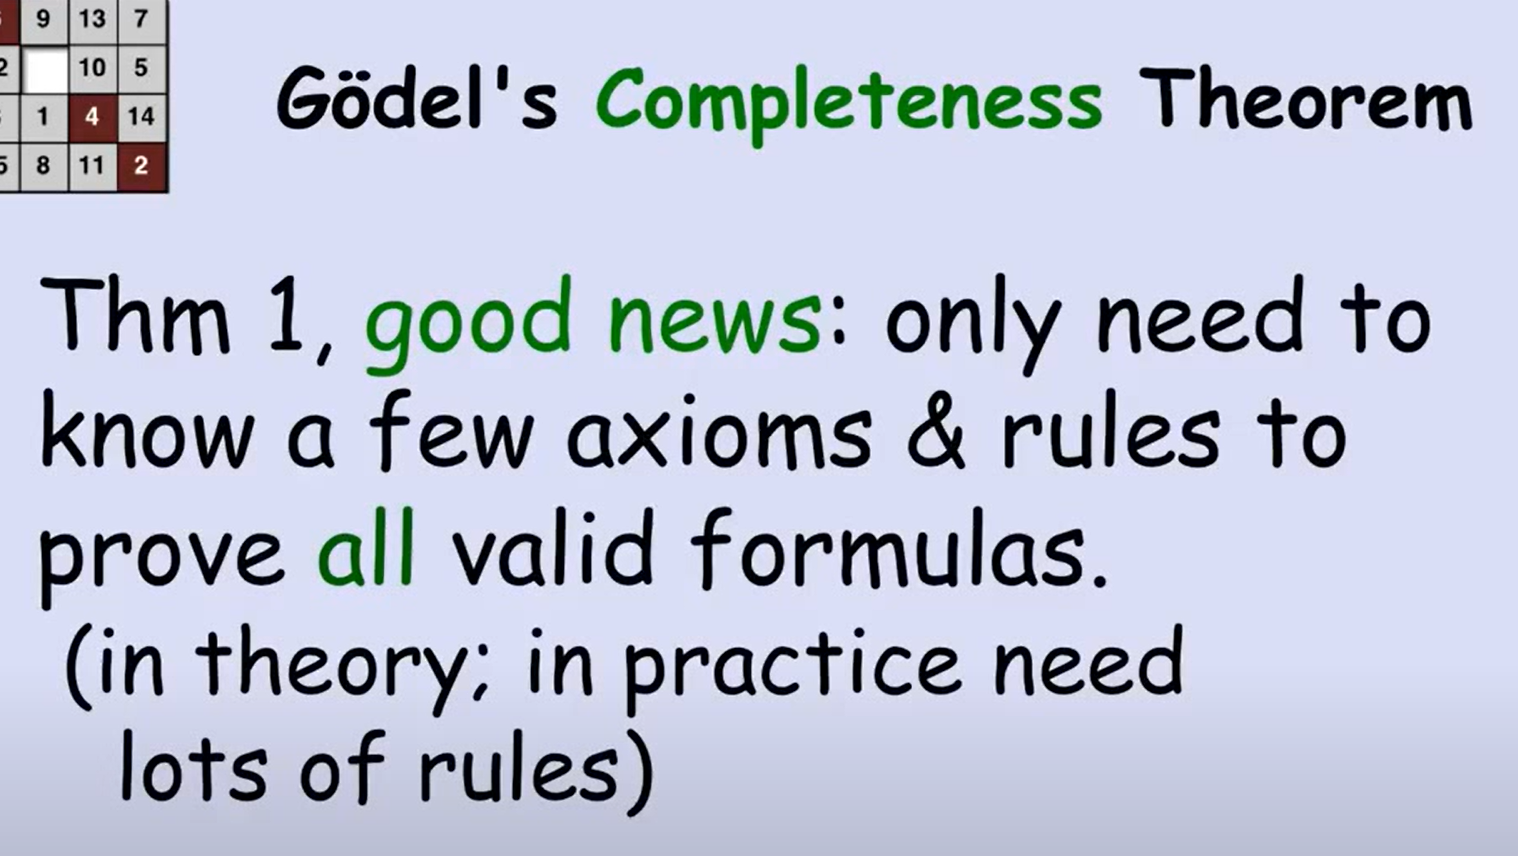 9 13 7
10 5
1 4 14
8 11 2
Gödel's Completeness Theorem
Thm 1, good news: only need to
know a few axioms & rules to
prove all valid formulas.
(in theory; in practice need
lots of rules)